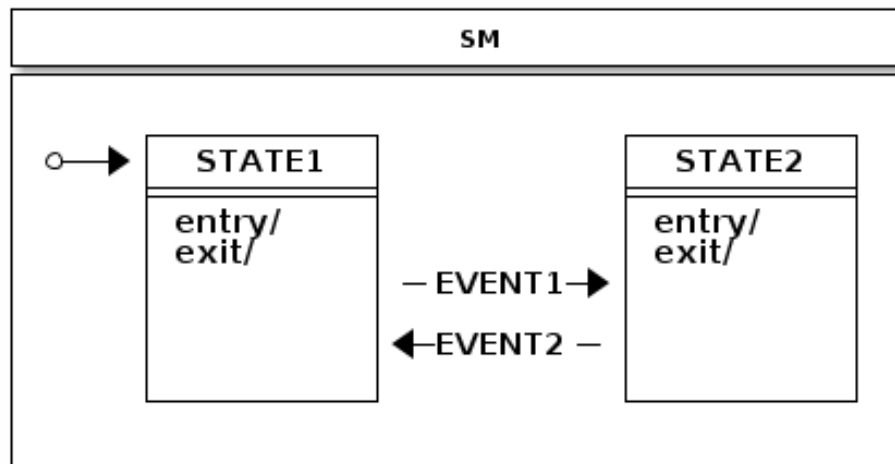 SM
STATE1
entry/
exit/
STATE2
entry/
exit/
EVENT1
EVENT2